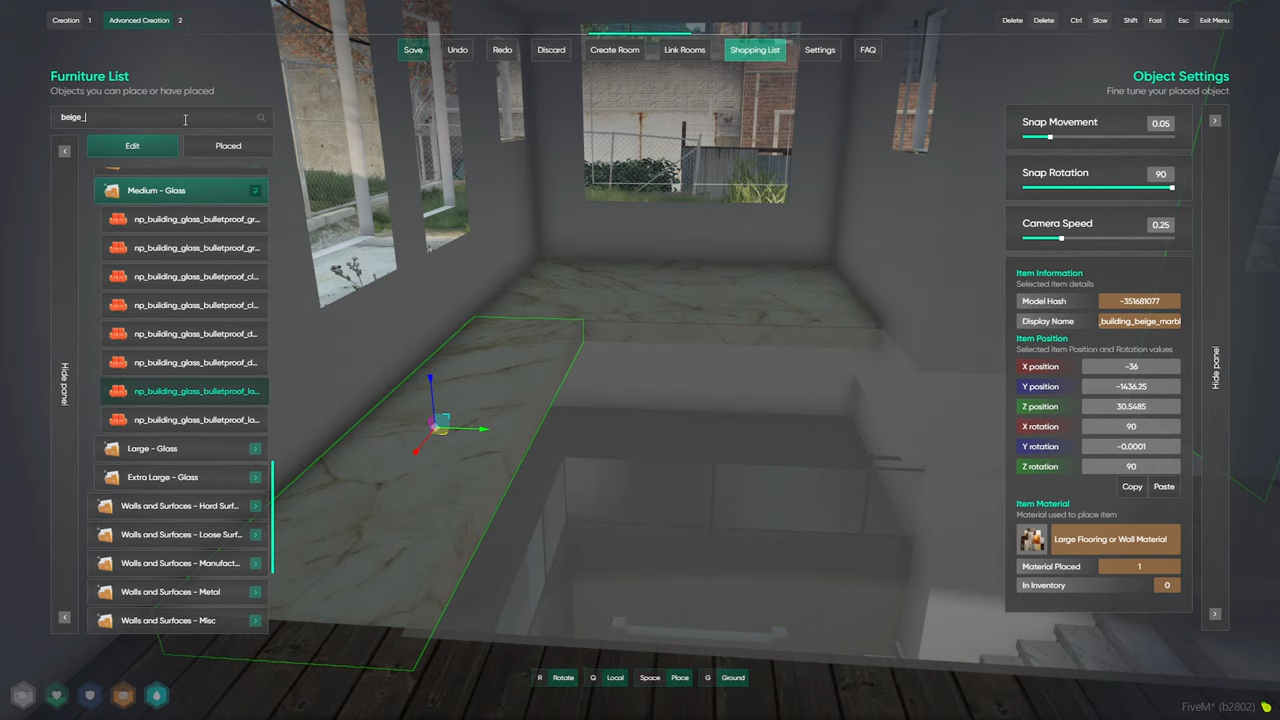 Creation 1 Advanced Creation 2
Delete Delete Ctrl Slow Shift Fast Esc Exit Menu
Save Undo Redo Discard Create Room Link Rooms Shopping List Settings FAQ
Furniture List
Objects you can place or have placed
beige_
Edit Placed
Medium - Glass
np_building_glass_bulletproof_gr...
np_building_glass_bulletproof_gr...
np_building_glass_bulletproof_cl...
np_building_glass_bulletproof_cl...
np_building_glass_bulletproof_d...
np_building_glass_bulletproof_d...
np_building_glass_bulletproof_la...
np_building_glass_bulletproof_la...
Large - Glass
Extra Large - Glass
Walls and Surfaces - Hard Surf...
Walls and Surfaces - Loose Surf...
Walls and Surfaces - Manufact...
Walls and Surfaces - Metal
Walls and Surfaces - Misc
Hide panel
Object Settings
Fine tune your placed object
Snap Movement 0.05
Snap Rotation 90
Camera Speed 0.25
Item Information
Selected item details
Model Hash -351681077
Display Name _building_beige_marbl
Item Position
Selected item Position and Rotation values
X position -36
Y position -1436.25
Z position 30.5485
X rotation 90
Y rotation -0.0001
Z rotation 90
Copy Paste
Item Material
Material used to place item
Large Flooring or Wall Material
Material Placed 1
In Inventory 0
Hide panel
R Rotate Q Local Space Place G Ground
FiveM* (b2802)